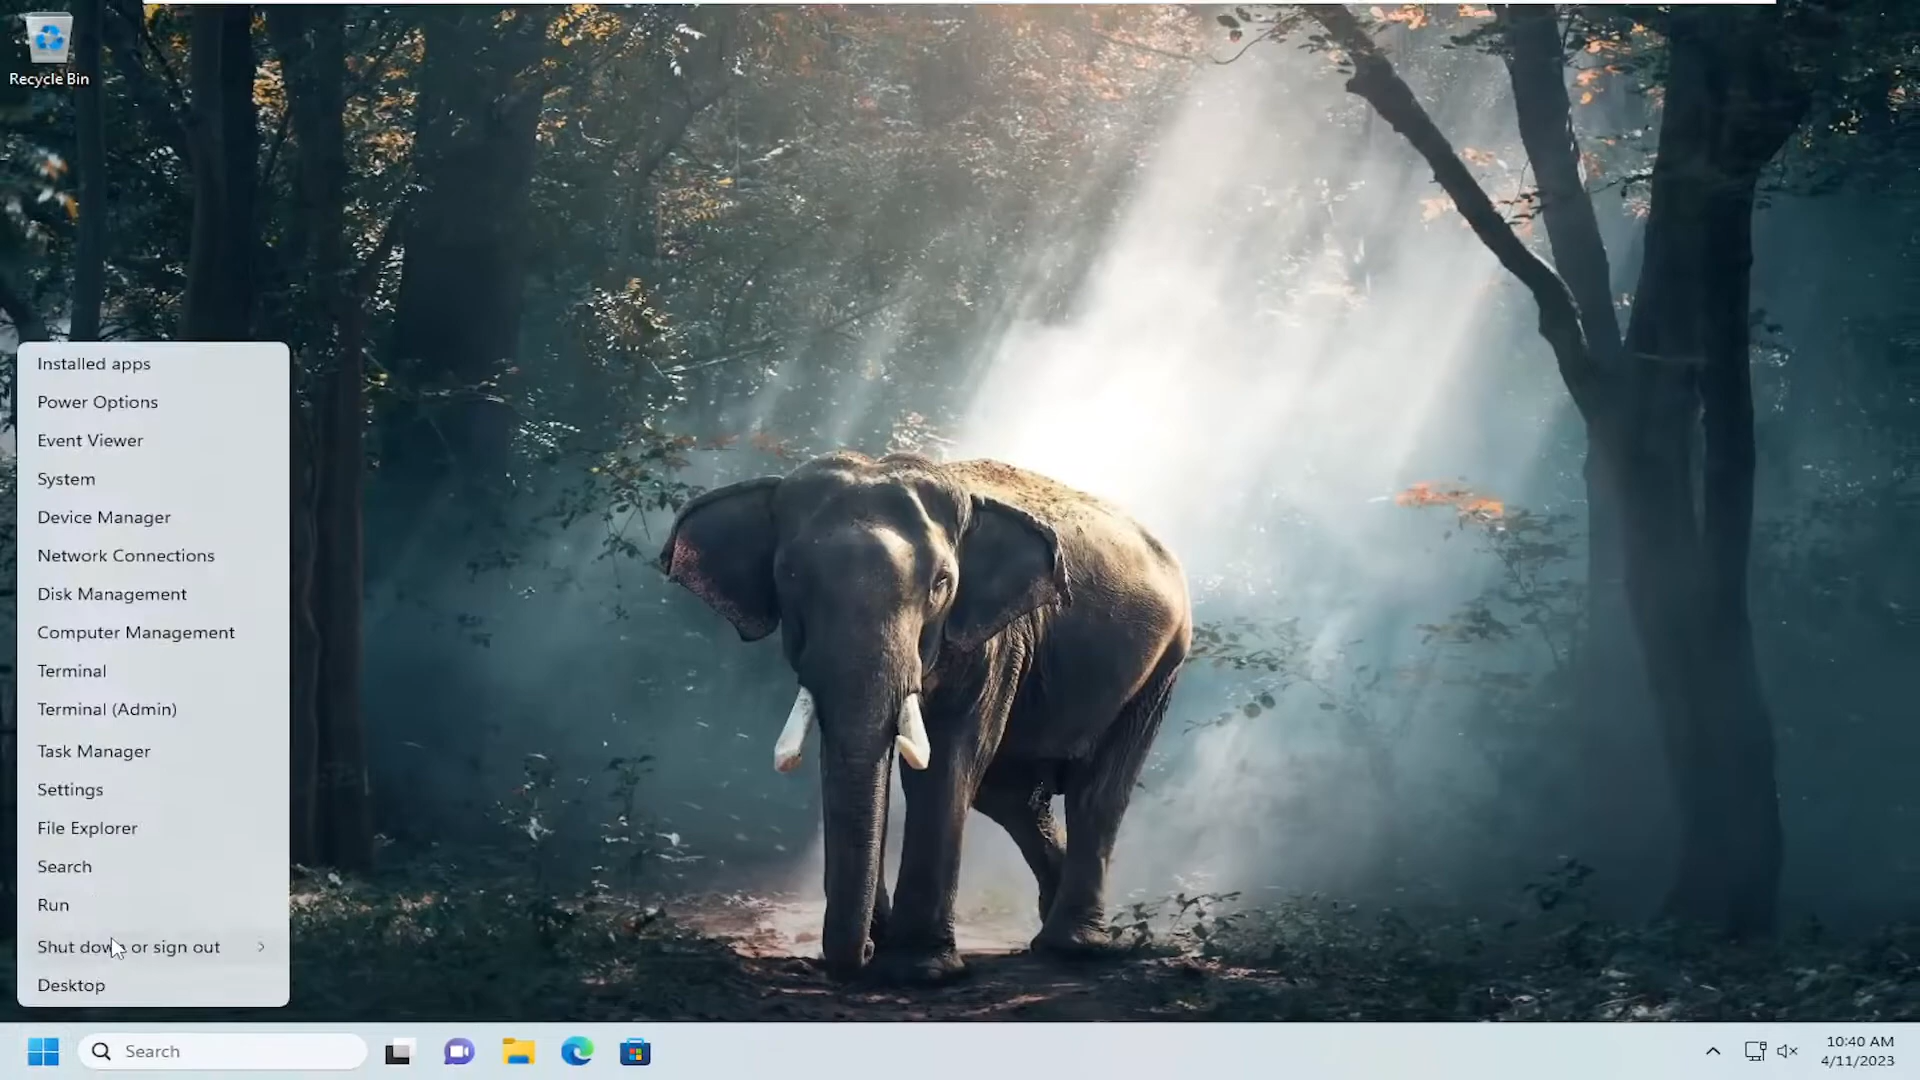 Recycle Bin
Installed apps
Power Options
Event Viewer
System
Device Manager
Network Connections
Disk Management
Computer Management
Terminal
Terminal (Admin)
Task Manager
Settings
File Explorer
Search
Run
Shut down or sign out
Desktop
Search
10:40 AM
4/11/2023